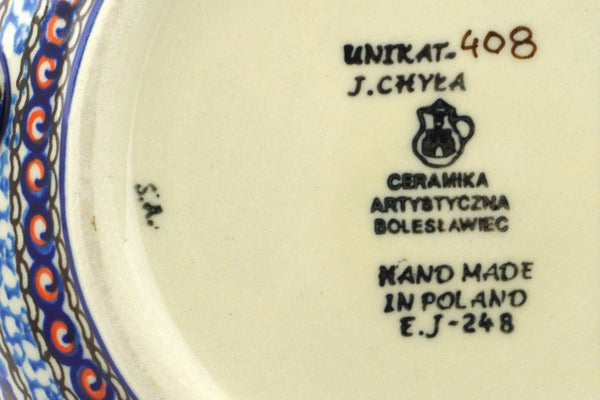 UNIKAT-408
J.CHYŁA
CERAMIKA
ARTYSTYCZNA
BOLESŁAWIEC
HAND MADE
IN POLAND
E.J-248
S.A.